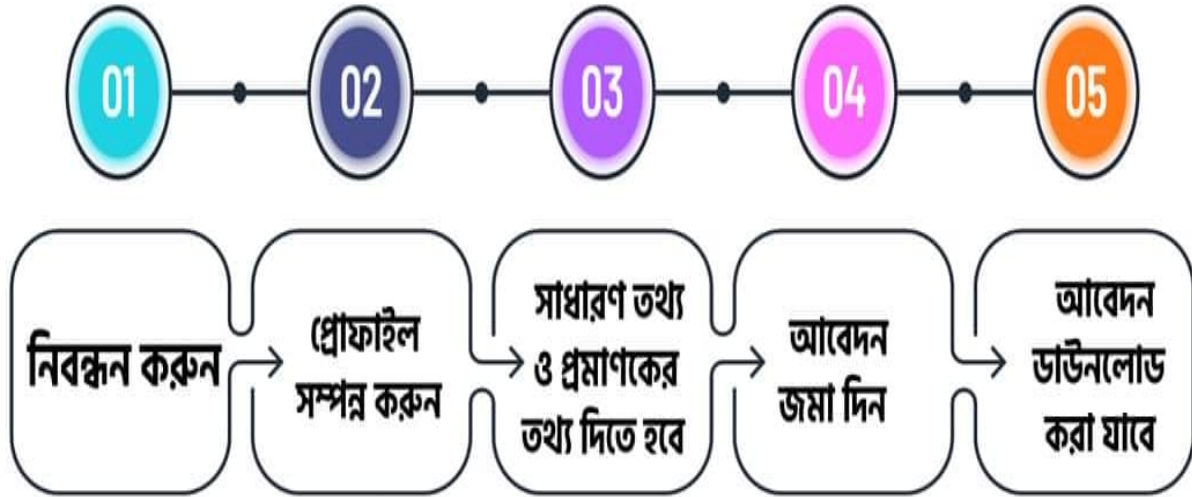 01
02
03
04
05
নিবন্ধন করুন
প্রোফাইল
সম্পন্ন করুন
সাধারণ তথ্য
ও প্রমাণকের
তথ্য দিতে হবে
আবেদন
জমা দিন
আবেদন
ডাউনলোড
করা যাবে